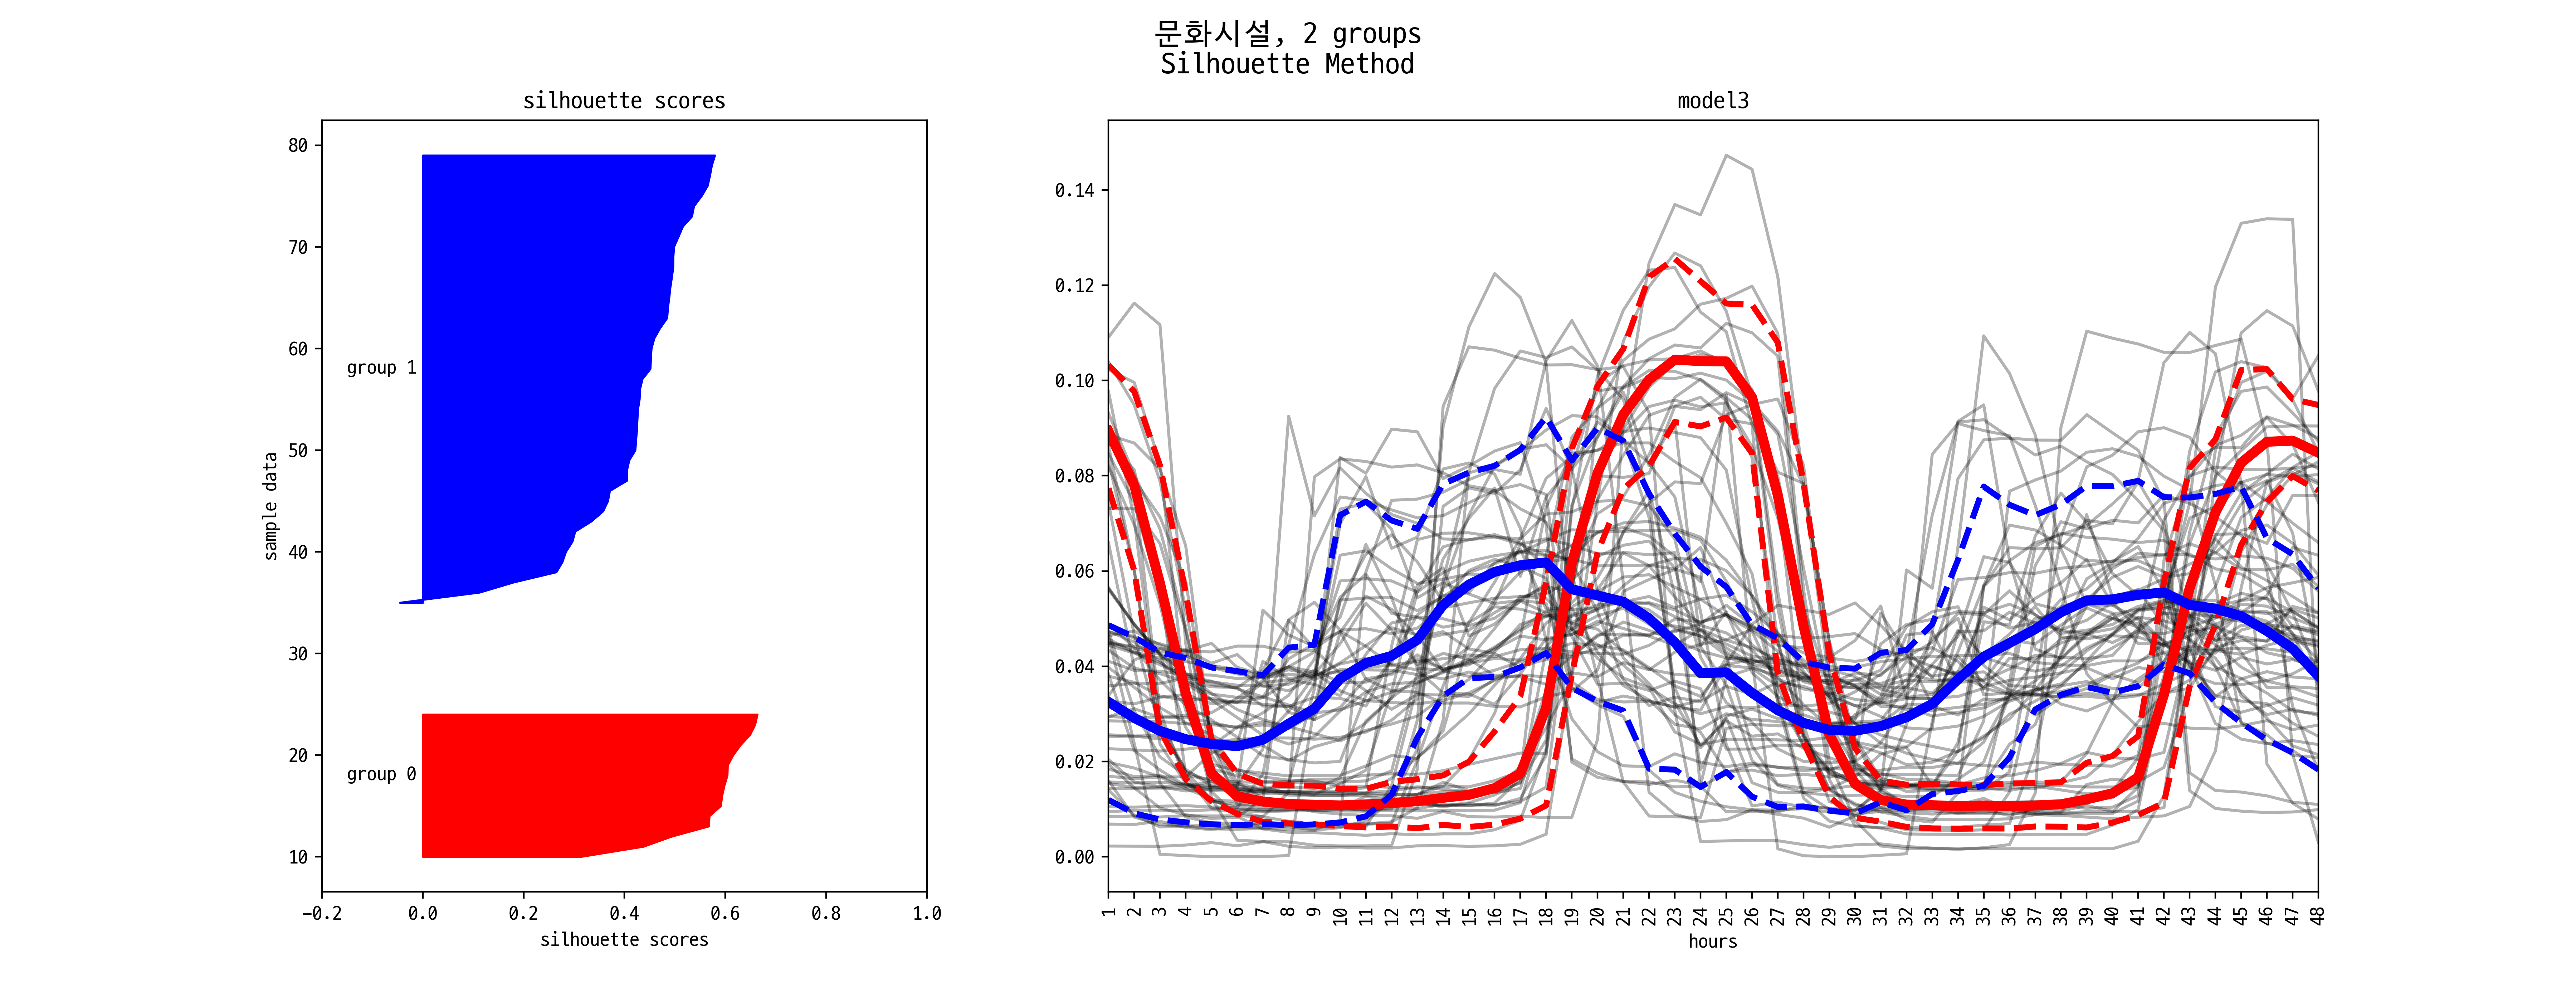 문화시설, 2 groups
Silhouette Method
silhouette scores
80
70
60
50
40
30
20
10
sample data
group 1
group 0
−0.2 0.0 0.2 0.4 0.6 0.8 1.0
silhouette scores
model3
0.14
0.12
0.10
0.08
0.06
0.04
0.02
0.00
1 2 3 4 5 6 7 8 9 10 11 12 13 14 15 16 17 18 19 20 21 22 23 24 25 26 27 28 29 30 31 32 33 34 35 36 37 38 39 40 41 42 43 44 45 46 47 48
hours